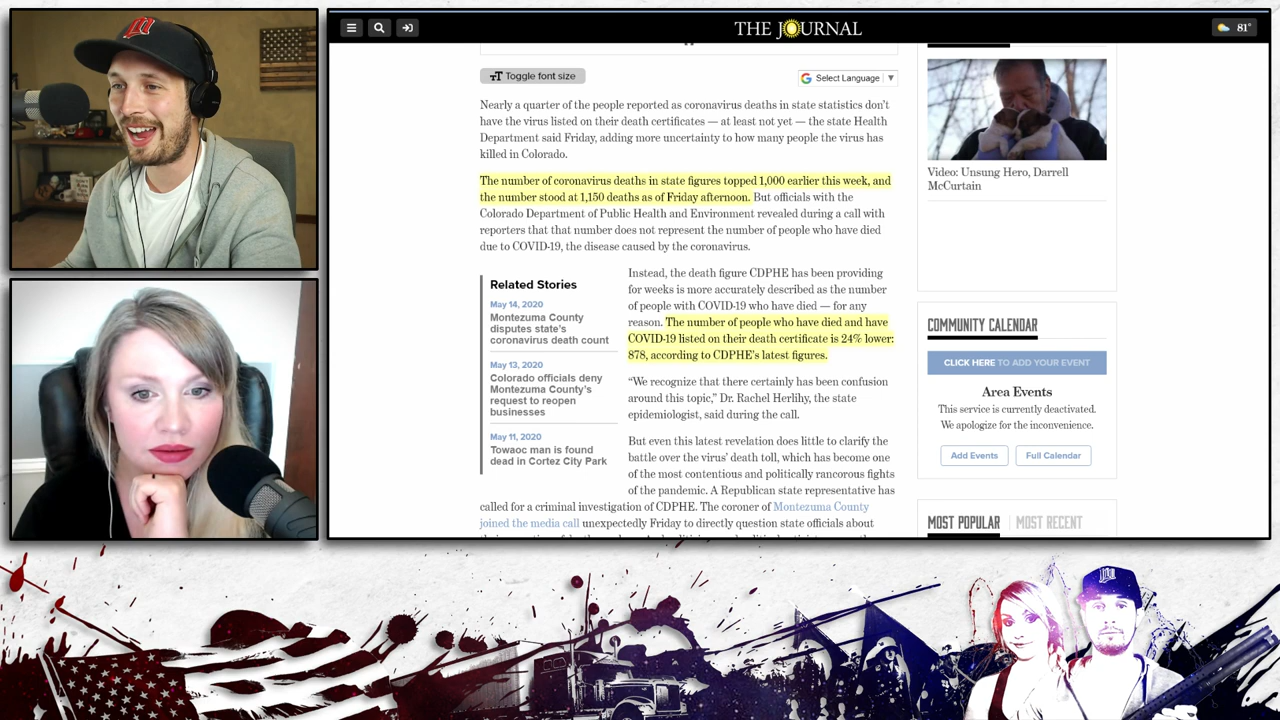 THE JOURNAL
81°
Toggle font size
Select Language
Nearly a quarter of the people reported as coronavirus deaths in state statistics don't
have the virus listed on their death certificates — at least not yet — the state Health
Department said Friday, adding more uncertainty to how many people the virus has
killed in Colorado.
The number of coronavirus deaths in state figures topped 1,000 earlier this week, and
the number stood at 1,150 deaths as of Friday afternoon. But officials with the
Colorado Department of Public Health and Environment revealed during a call with
reporters that that number does not represent the number of people who have died
due to COVID-19, the disease caused by the coronavirus.
Related Stories
May 14, 2020
Montezuma County
disputes state's
coronavirus death count
May 13, 2020
Colorado officials deny
Montezuma County's
request to reopen
businesses
May 11, 2020
Towaoc man is found
dead in Cortez City Park
Instead, the death figure CDPHE has been providing
for weeks is more accurately described as the number
of people with COVID-19 who have died — for any
reason. The number of people who have died and have
COVID-19 listed on their death certificate is 24% lower:
878, according to CDPHE's latest figures.
“We recognize that there certainly has been confusion
around this topic,” Dr. Rachel Herlihy, the state
epidemiologist, said during the call.
But even this latest revelation does little to clarify the
battle over the virus' death toll, which has become one
of the most contentious and politically rancorous fights
of the pandemic. A Republican state representative has
called for a criminal investigation of CDPHE. The coroner of Montezuma County
joined the media call unexpectedly Friday to directly question state officials about
Video: Unsung Hero, Darrell
McCurtain
COMMUNITY CALENDAR
CLICK HERE TO ADD YOUR EVENT
Area Events
This service is currently deactivated.
We apologize for the inconvenience.
Add Events
Full Calendar
MOST POPULAR
MOST RECENT